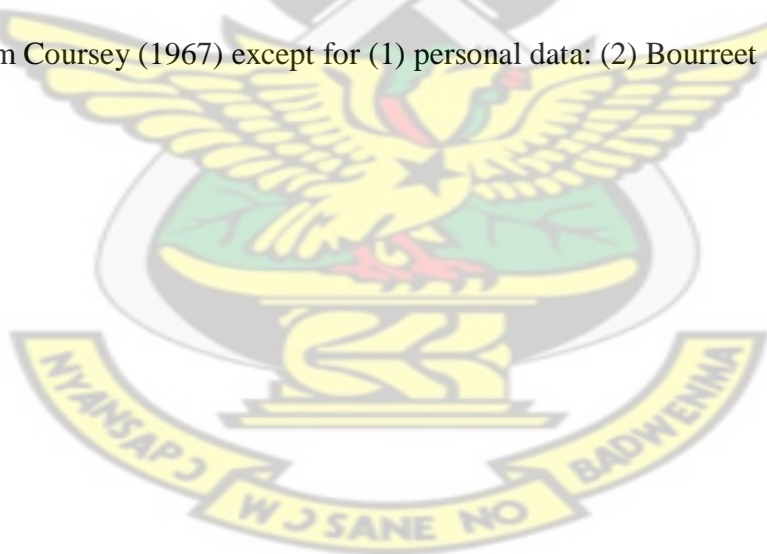 m Coursey (1967) except for (1) personal data: (2) Bourreet
NYANSAPƆ WƆSANE NO BADWENMA